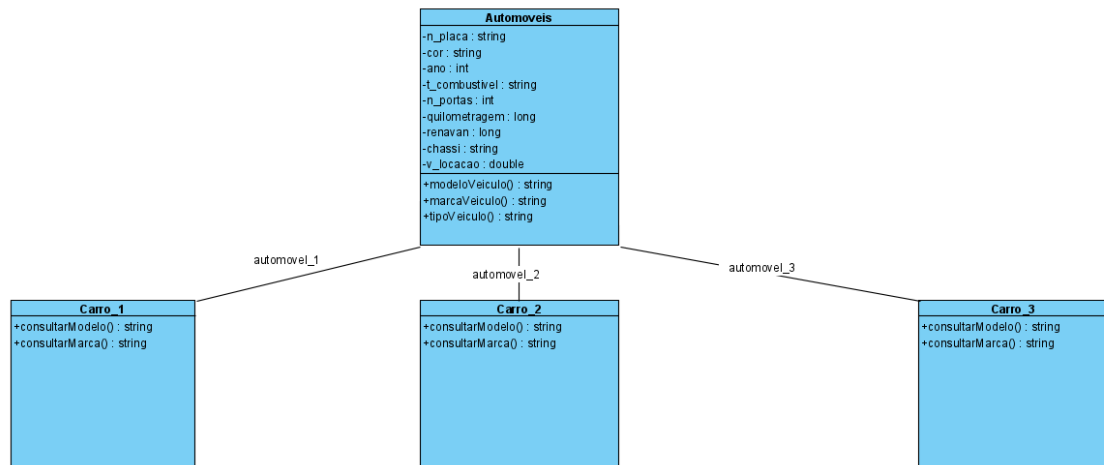 Automoveis
-n_placa : string
-cor : string
-ano : int
-t_combustivel : string
-n_portas : int
-quilometragem : long
-renavan : long
-chassi : string
-v_locacao : double
+modeloVeiculo() : string
+marcaVeiculo() : string
+tipoVeiculo() : string
automovel_1
automovel_2
automovel_3
Carro_1
+consultarModelo() : string
+consultarMarca() : string
Carro_2
+consultarModelo() : string
+consultarMarca() : string
Carro_3
+consultarModelo() : string
+consultarMarca() : string